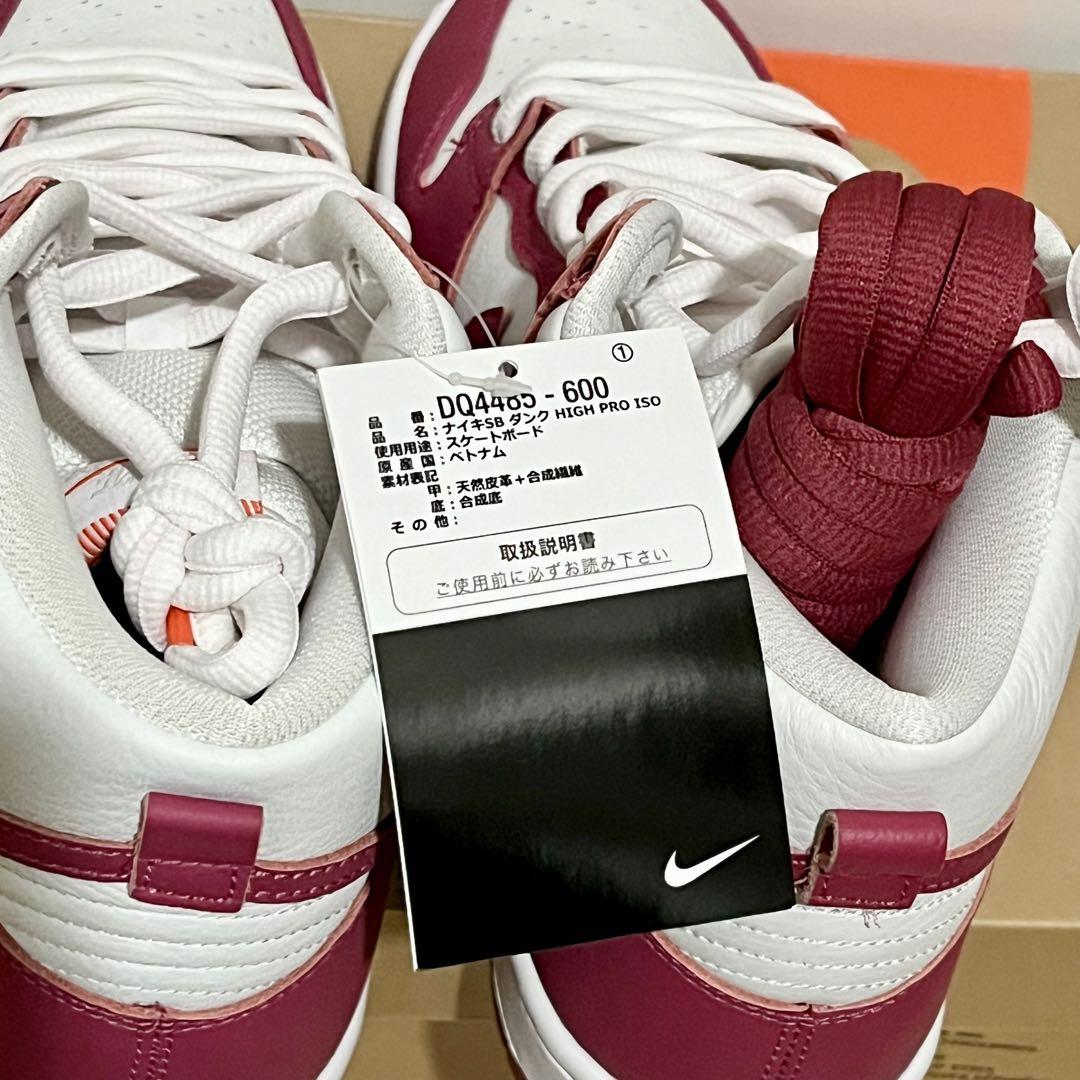 ①
品番：DQ4485-600
品名：ナイキSB ダンク HIGH PRO ISO
使用用途：スケートボード
原産国：ベトナム
素材表記
甲：天然皮革+合成繊維
底：合成底
その他：
取扱説明書
ご使用前に必ずお読み下さい